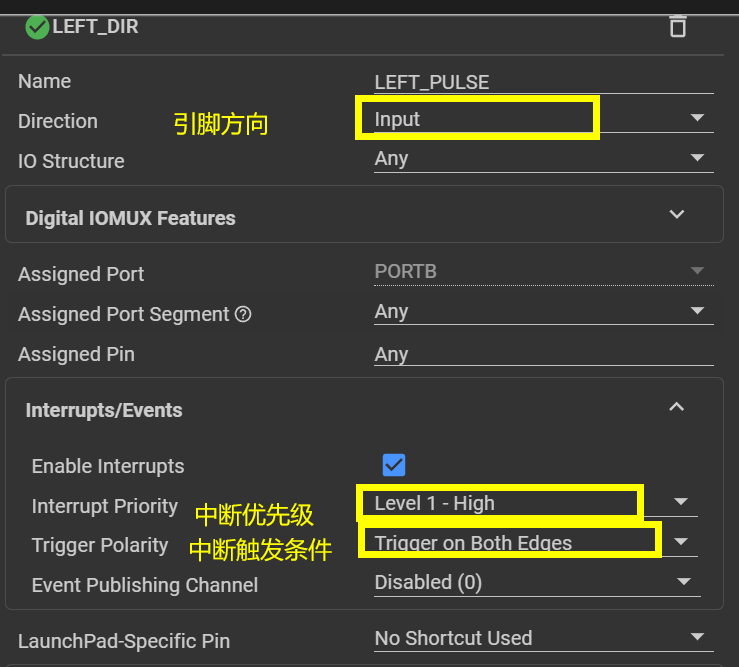 LEFT_DIR
Name LEFT_PULSE
Direction 引脚方向 Input
IO Structure Any
Digital IOMUX Features
Assigned Port PORTB
Assigned Port Segment Any
Assigned Pin Any
Interrupts/Events
Enable Interrupts
Interrupt Priority 中断优先级 Level 1 - High
Trigger Polarity 中断触发条件 Trigger on Both Edges
Event Publishing Channel Disabled (0)
LaunchPad-Specific Pin No Shortcut Used